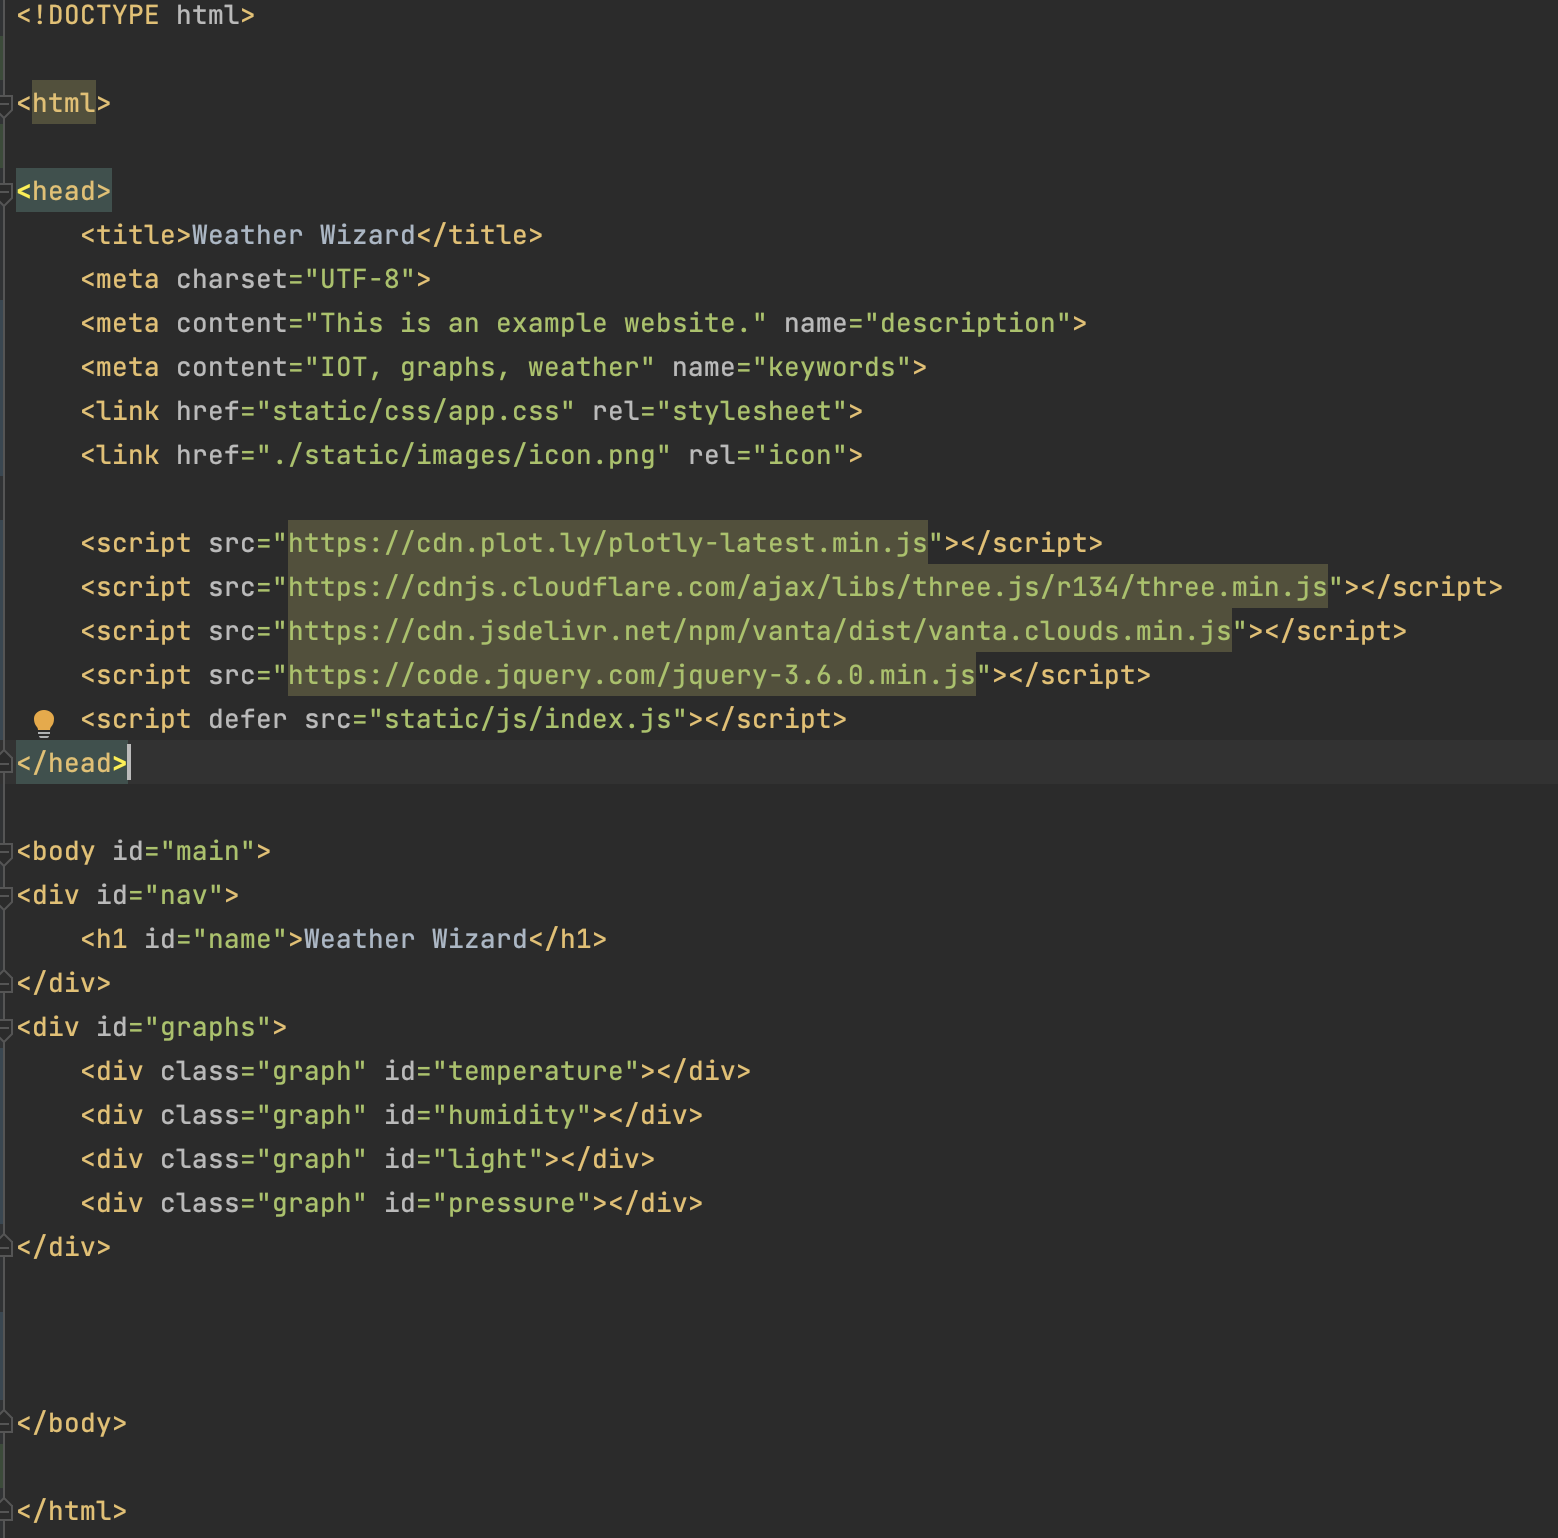 <!DOCTYPE html>
<html>
<head>
    <title>Weather Wizard</title>
    <meta charset="UTF-8">
    <meta content="This is an example website." name="description">
    <meta content="IOT, graphs, weather" name="keywords">
    <link href="static/css/app.css" rel="stylesheet">
    <link href="./static/images/icon.png" rel="icon">
    <script src="https://cdn.plot.ly/plotly-latest.min.js"></script>
    <script src="https://cdnjs.cloudflare.com/ajax/libs/three.js/r134/three.min.js"></script>
    <script src="https://cdn.jsdelivr.net/npm/vanta/dist/vanta.clouds.min.js"></script>
    <script src="https://code.jquery.com/jquery-3.6.0.min.js"></script>
    <script defer src="static/js/index.js"></script>
</head>
<body id="main">
<div id="nav">
    <h1 id="name">Weather Wizard</h1>
</div>
<div id="graphs">
    <div class="graph" id="temperature"></div>
    <div class="graph" id="humidity"></div>
    <div class="graph" id="light"></div>
    <div class="graph" id="pressure"></div>
</div>
</body>
</html>